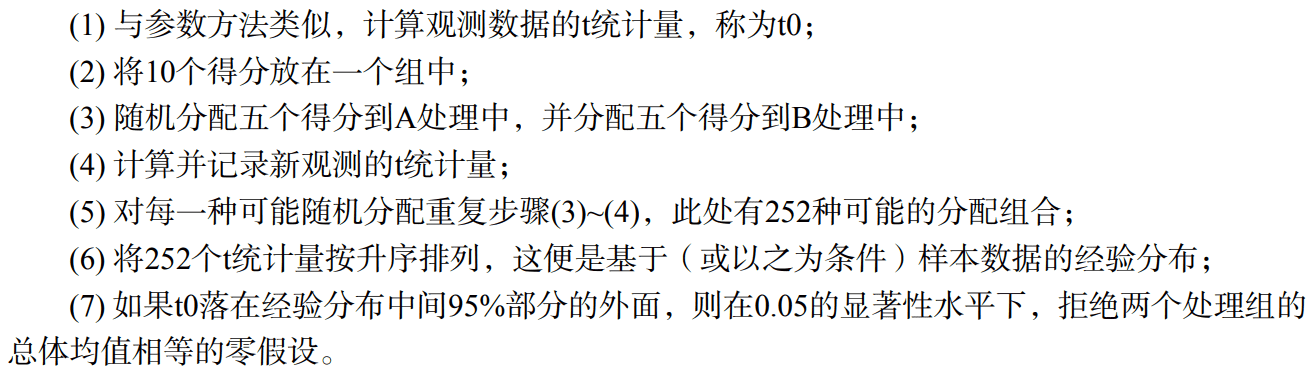 (1) 与参数方法类似，计算观测数据的t统计量，称为t0；
(2) 将10个得分放在一个组中；
(3) 随机分配五个得分到A处理中，并分配五个得分到B处理中；
(4) 计算并记录新观测的t统计量；
(5) 对每一种可能随机分配重复步骤(3)~(4)，此处有252种可能的分配组合；
(6) 将252个t统计量按升序排列，这便是基于（或以之为条件）样本数据的经验分布；
(7) 如果t0落在经验分布中间95%部分的外面，则在0.05的显著性水平下，拒绝两个处理组的
总体均值相等的零假设。